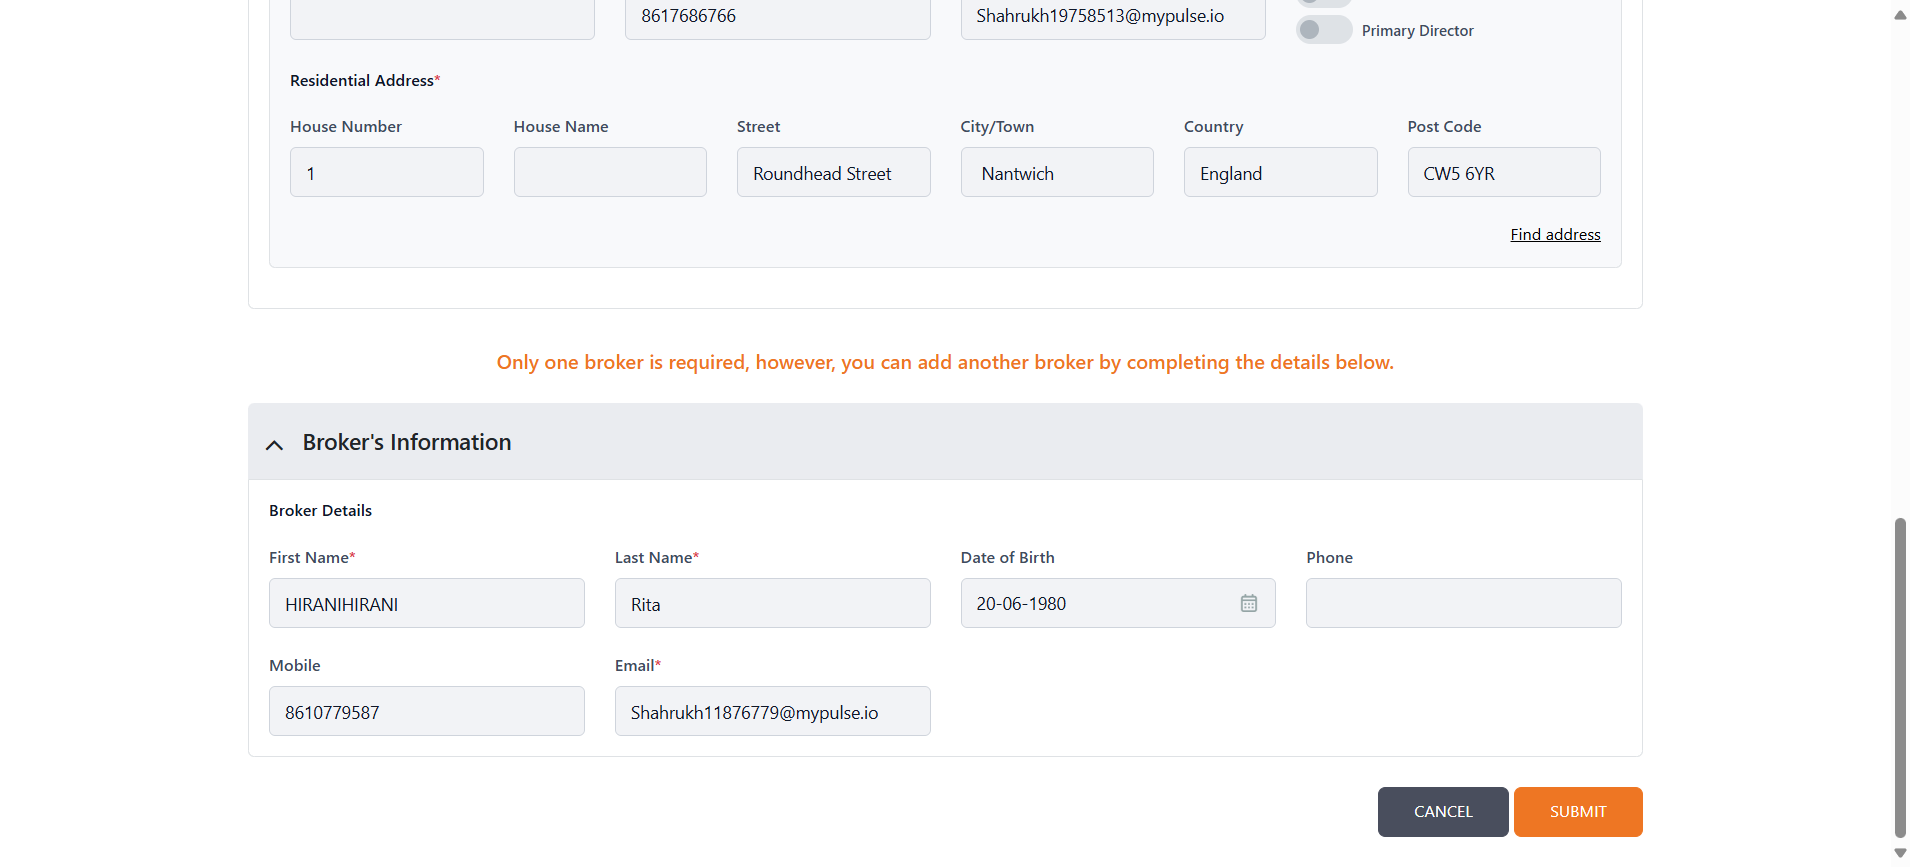 8617686766
Shahrukh19758513@mypulse.io
Primary Director
Residential Address*
House Number
House Name
Street
City/Town
Country
Post Code
1
Roundhead Street
Nantwich
England
CW5 6YR
Find address
Only one broker is required, however, you can add another broker by completing the details below.
Broker's Information
Broker Details
First Name*
Last Name*
Date of Birth
Phone
HIRANIHIRANI
Rita
20-06-1980
Mobile
Email*
8610779587
Shahrukh11876779@mypulse.io
CANCEL
SUBMIT